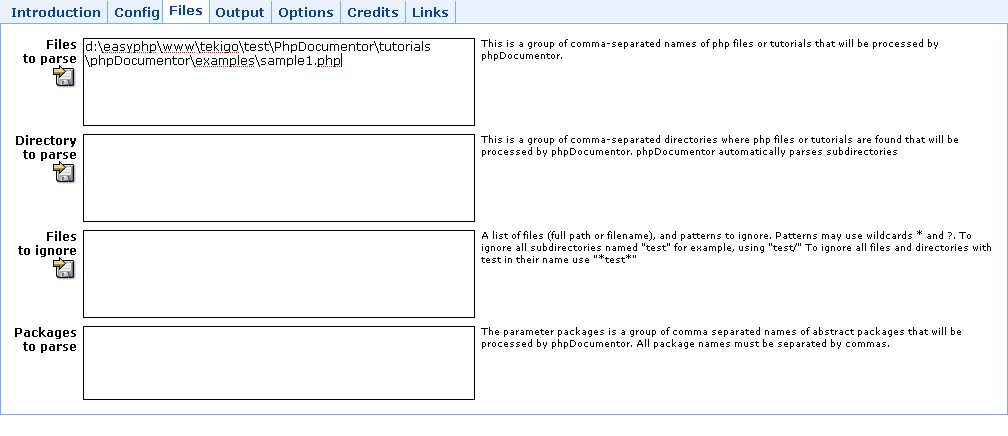 Introduction Config Files Output Options Credits Links
Files
to parse
d:\easyphp\www\tekigo\test\PhpDocumentor\tutorials
\phpDocumentor\examples\sample1.php
This is a group of comma-separated names of php files or tutorials that will be processed by
phpDocumentor.
Directory
to parse
This is a group of comma-separated directories where php files or tutorials are found that will be
processed by phpDocumentor. phpDocumentor automatically parses subdirectories
Files
to ignore
A list of files (full path or filename), and patterns to ignore. Patterns may use wildcards * and ?. To
ignore all subdirectories named "test" for example, using "test/" To ignore all files and directories with
test in their name use "*test*"
Packages
to parse
The parameter packages is a group of comma separated names of abstract packages that will be
processed by phpDocumentor. All package names must be separated by commas.